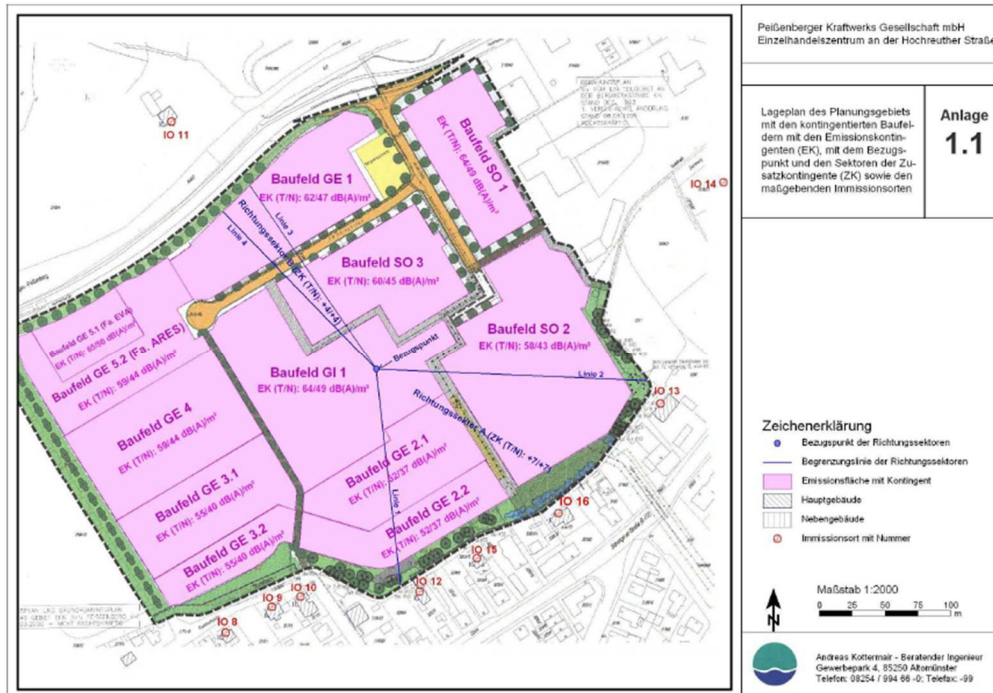 Peißenberger Kraftwerks Gesellschaft mbH
Einzelhandelszentrum an der Hochreuther Straße
Lageplan des Planungsgebiets
mit den kontingentierten Baufel-
dern mit den Emissionskontin-
genten (EK), mit dem Bezugs-
punkt und den Sektoren der Zu-
satzkontingente (ZK) sowie den
maßgebenden Immissionsorten
Anlage
1.1
IO 11
IO 14
Baufeld SO 1
EK (T/N): 64/49 dB(A)/m²
Baufeld GE 1
EK (T/N): 62/47 dB(A)/m²
Linie 3
Linie 4
Richtungssektor B (ZK (T/N): +4/+4)
Baufeld SO 3
EK (T/N): 60/45 dB(A)/m²
Baufeld SO 2
EK (T/N): 58/43 dB(A)/m²
Bezugspunkt
Baufeld GE 5.1 (Fa. EVA)
Baufeld GE 5.2 (Fa. ARES)
EK (T/N): 59/44 dB(A)/m²
Baufeld GI 1
EK (T/N): 64/49 dB(A)/m²
Linie 2
IO 13
Baufeld GE 4
EK (T/N): 59/44 dB(A)/m²
Richtungssektor A (ZK (T/N): +7/+7)
Baufeld GE 3.1
EK (T/N): 55/40 dB(A)/m²
Baufeld GE 2.1
EK (T/N): 52/37 dB(A)/m²
Linie 1
Baufeld GE 2.2
EK (T/N): 52/37 dB(A)/m²
Baufeld GE 3.2
EK (T/N): 55/40 dB(A)/m²
IO 16
IO 15
IO 12
IO 10
IO 9
IO 8
Zeichenerklärung
Bezugspunkt der Richtungssektoren
Begrenzungslinie der Richtungssektoren
Emissionsfläche mit Kontingent
Hauptgebäude
Nebengebäude
Immissionsort mit Nummer
Maßstab 1:2000
0 25 50 75 100
m
N
Andreas Kottermair - Beratender Ingenieur
Gewerbepark 4, 85250 Altomünster
Telefon: 08254 / 994 66 -0; Telefax: -99